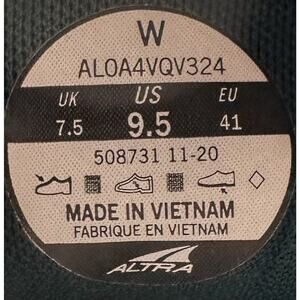 W
AL0A4VQV324
UK US EU
7.5 9.5 41
508731 11-20
MADE IN VIETNAM
FABRIQUE EN VIETNAM
ALTRA